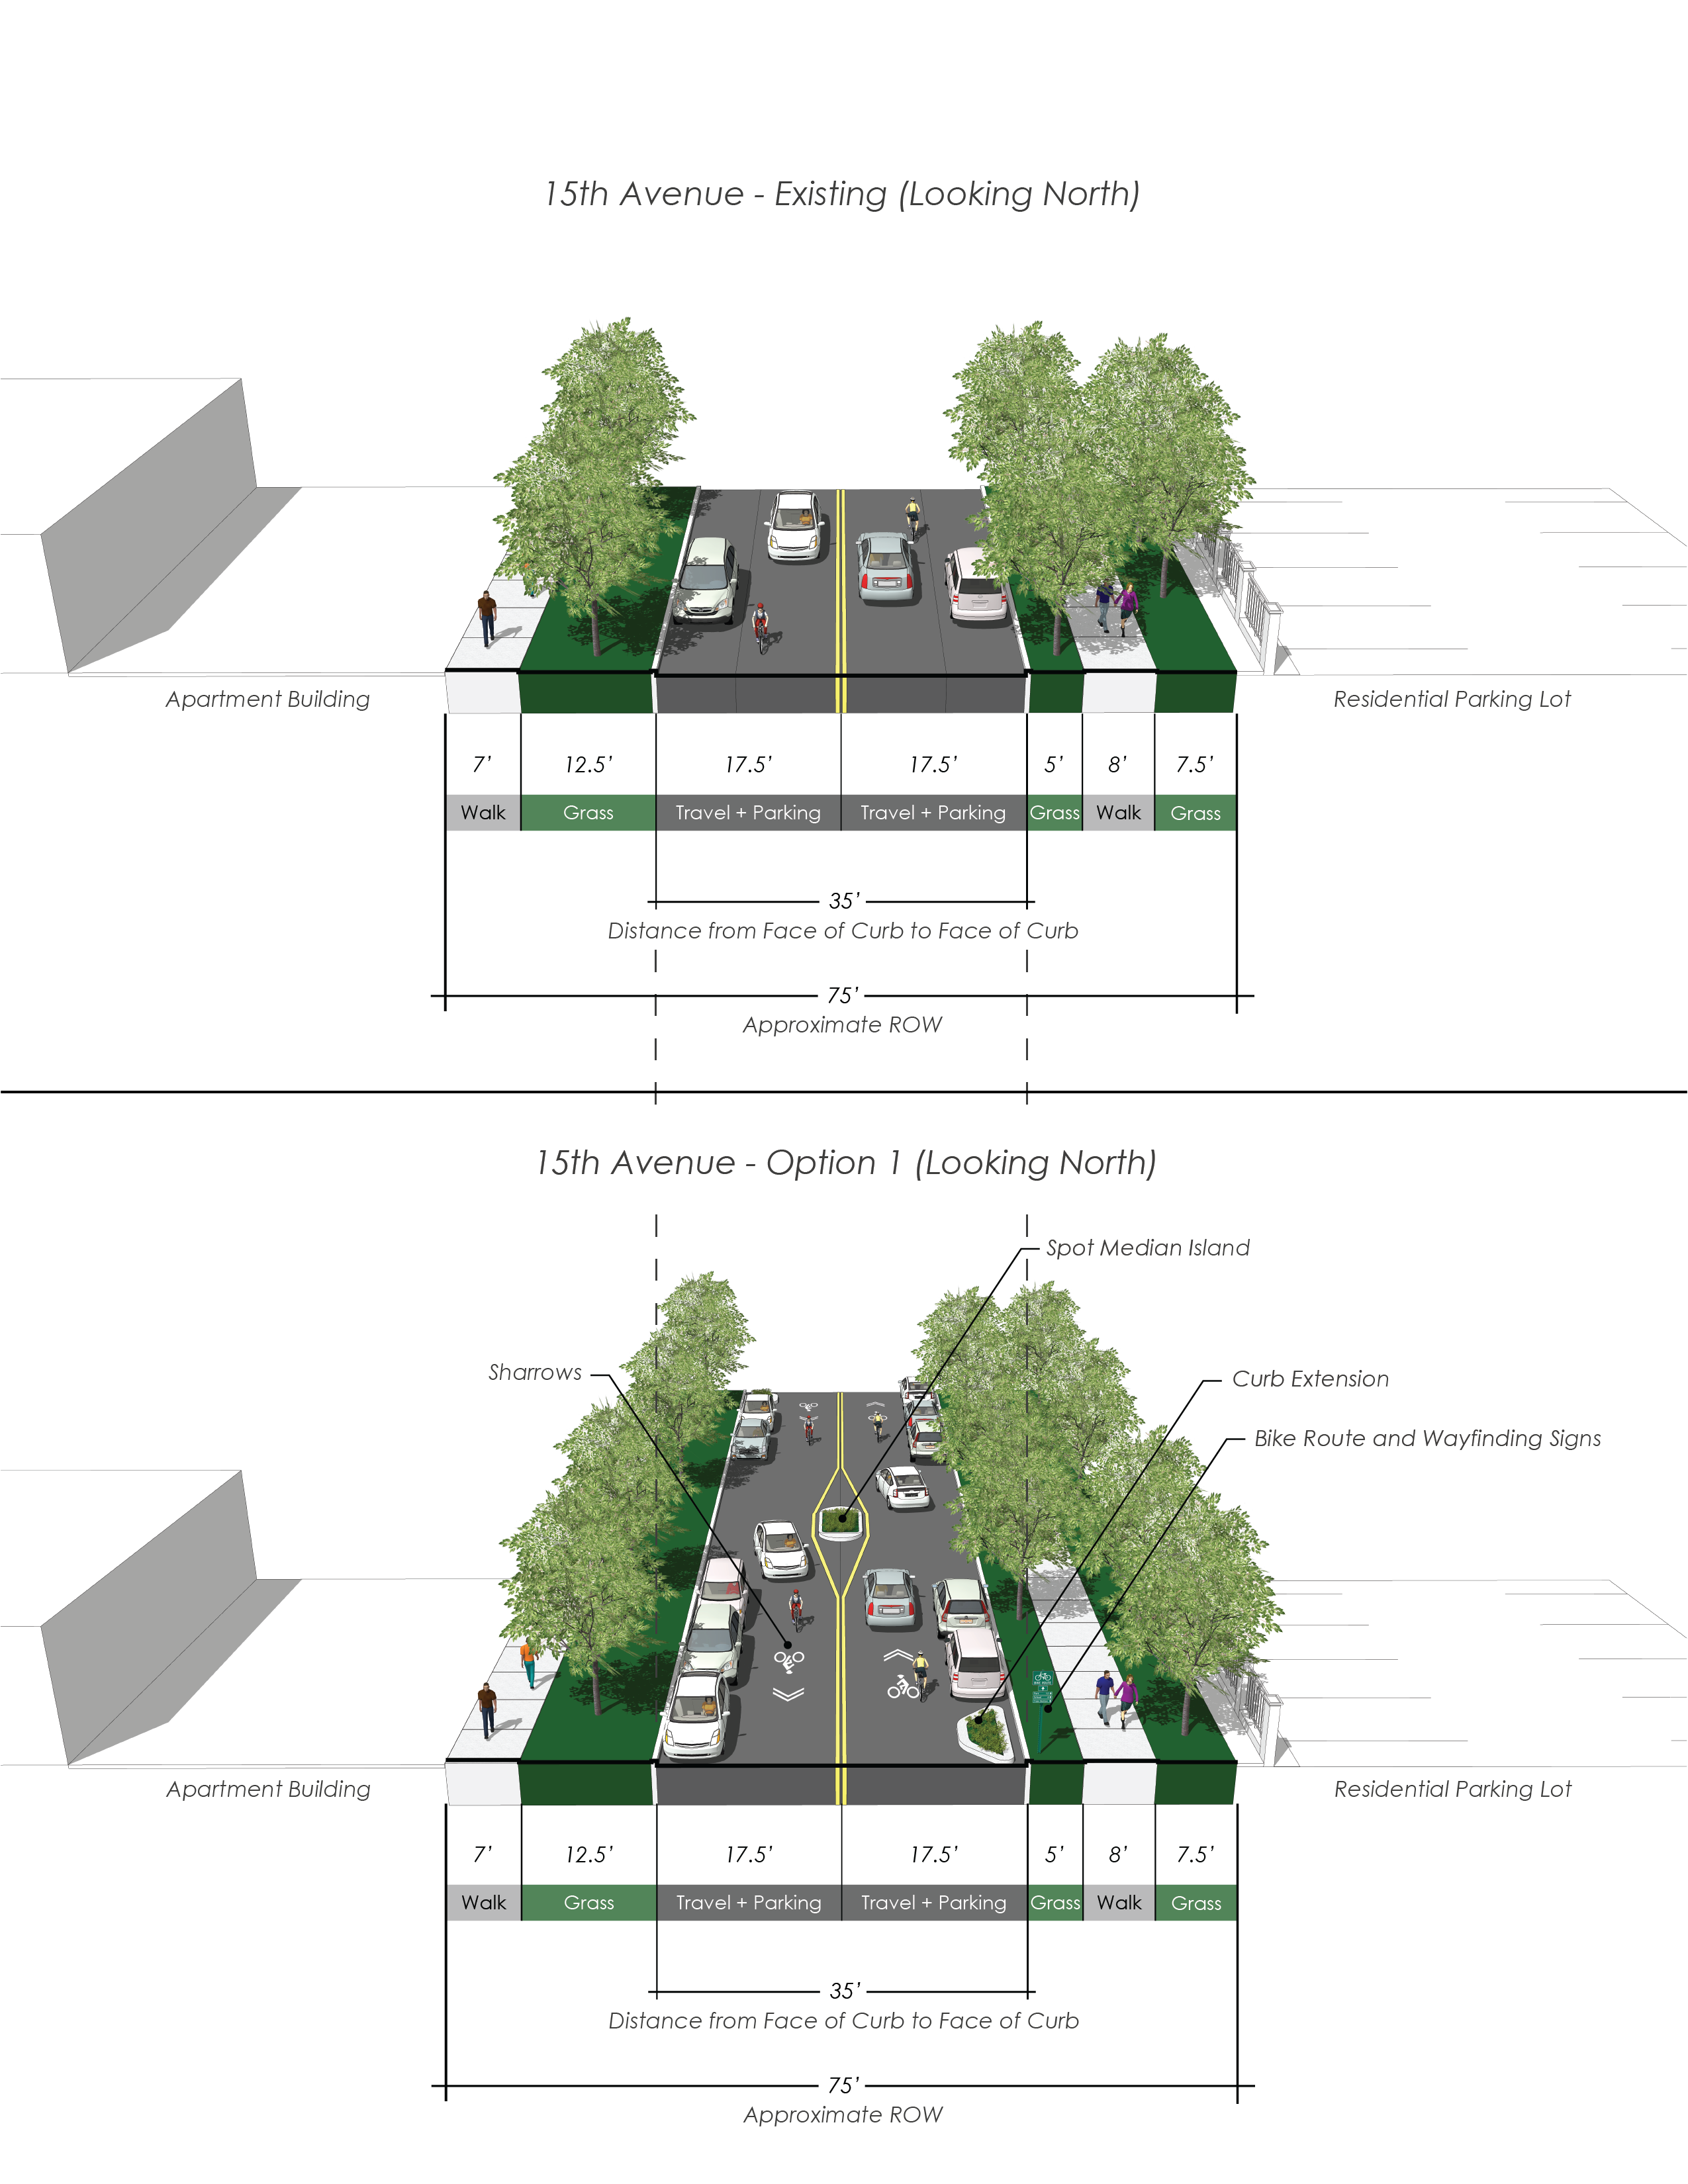 15th Avenue - Existing (Looking North)
Apartment Building
Residential Parking Lot
7’ 12.5’ 17.5’ 17.5’ 5’ 8’ 7.5’
Walk Grass Travel + Parking Travel + Parking Grass Walk Grass
35’
Distance from Face of Curb to Face of Curb
75’
Approximate ROW
15th Avenue - Option 1 (Looking North)
Spot Median Island
Sharrows
Curb Extension
Bike Route and Wayfinding Signs
Apartment Building
Residential Parking Lot
7’ 12.5’ 17.5’ 17.5’ 5’ 8’ 7.5’
Walk Grass Travel + Parking Travel + Parking Grass Walk Grass
35’
Distance from Face of Curb to Face of Curb
75’
Approximate ROW